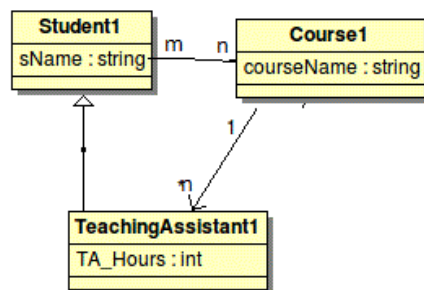 Student1
sName : string
m
n
Course1
courseName : string
1
*n
TeachingAssistant1
TA_Hours : int